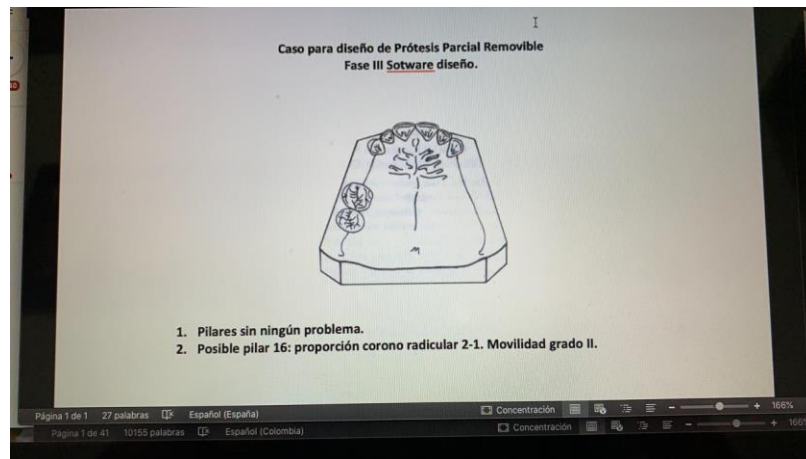 Caso para diseño de Prótesis Parcial Removible
Fase III Sotware diseño.
1. Pilares sin ningún problema.
2. Posible pilar 16: proporción corono radicular 2-1. Movilidad grado II.
Página 1 de 1 27 palabras Español (España) Concentración 166%
Página 1 de 41 10155 palabras Español (Colombia) Concentración